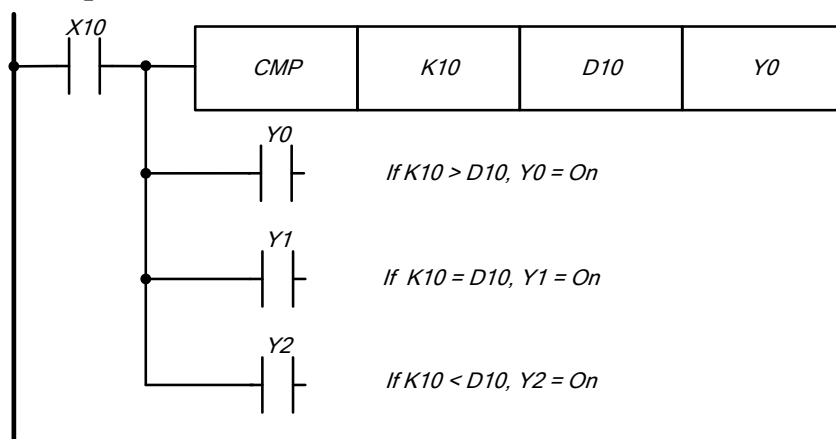 X10
CMP K10 D10 Y0
Y0
If K10 > D10, Y0 = On
Y1
If K10 = D10, Y1 = On
Y2
If K10 < D10, Y2 = On